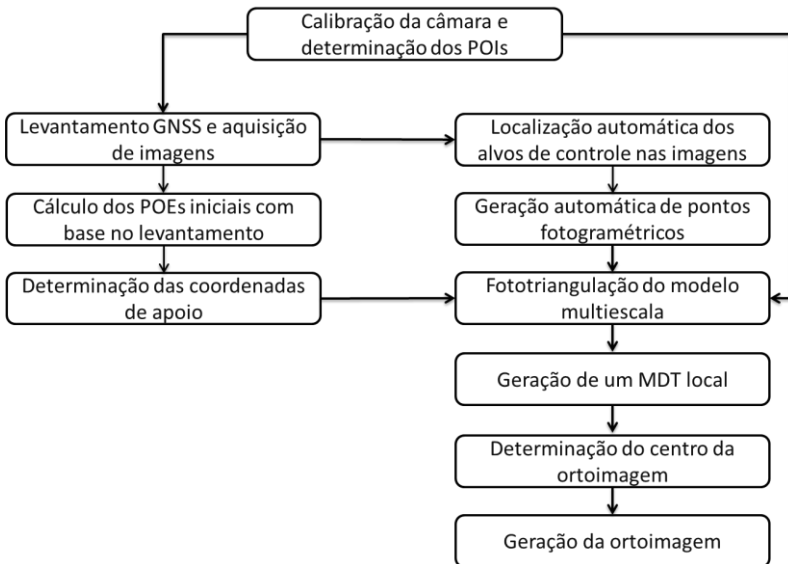 Calibração da câmara e
determinação dos POIs
Levantamento GNSS e aquisição
de imagens
Localização automática dos
alvos de controle nas imagens
Cálculo dos POEs iniciais com
base no levantamento
Geração automática de pontos
fotogramétricos
Determinação das coordenadas
de apoio
Fototriangulação do modelo
multiescala
Geração de um MDT local
Determinação do centro da
ortoimagem
Geração da ortoimagem